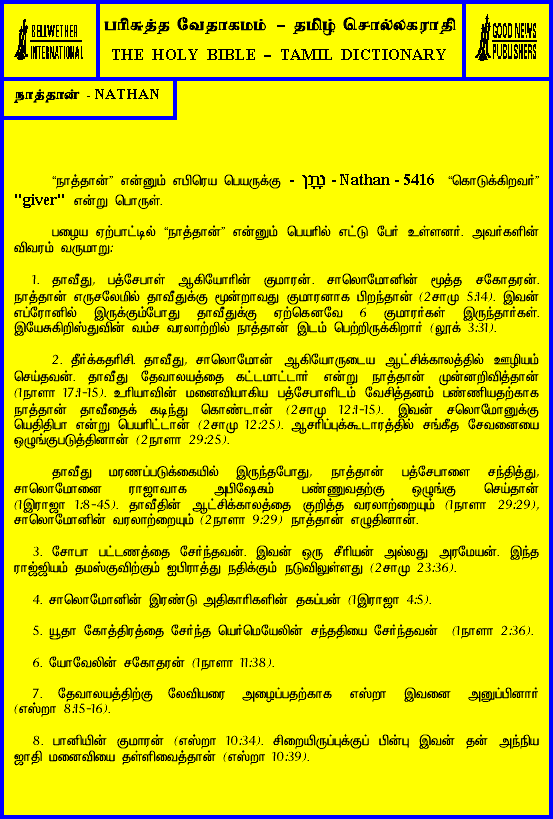 BELLWETHER
INTERNATIONAL
பரிசுத்த வேதாகமம் – தமிழ் சொல்லகராதி
THE HOLY BIBLE – TAMIL DICTIONARY
GOOD NEWS
PUBLISHERS
நாத்தான் - NATHAN
“நாத்தான்” என்னும் எபிரெய பெயருக்கு - נָתָן - Nathan - 5416 “கொடுக்கிறவர்”
"giver" என்று பொருள்.
பழைய ஏற்பாட்டில் “நாத்தான்” என்னும் பெயரில் எட்டு பேர் உள்ளனர். அவர்களின்
விவரம் வருமாறு:
1. தாவீது, பத்சேபாள் ஆகியோரின் குமாரன். சாலொமோனின் மூத்த சகோதரன்.
நாத்தான் எருசலேமில் தாவீதுக்கு மூன்றாவது குமாரனாக பிறந்தான் (2சாமு 5:14). இவன்
எப்ரோனில் இருக்கும்போது தாவீதுக்கு ஏற்கெனவே 6 குமாரர்கள் இருந்தார்கள்.
இயேசுகிறிஸ்துவின் வம்ச வரலாற்றில் நாத்தான் இடம் பெற்றிருக்கிறார் (லூக் 3:31).
2. தீர்க்கதரிசி. தாவீது, சாலொமோன் ஆகியோருடைய ஆட்சிக்காலத்தில் ஊழியம்
செய்தவன். தாவீது தேவாலயத்தை கட்டமாட்டார் என்று நாத்தான் முன்னறிவித்தான்
(1நாளா 17:1-15). உரியாவின் மனைவியாகிய பத்சேபாளிடம் வேசித்தனம் பண்ணியதற்காக
நாத்தான் தாவீதைக் கடிந்து கொண்டான் (2சாமு 12:1-15). இவன் சலொமோனுக்கு
யெதிதியா என்று பெயரிட்டான் (2சாமு 12:25). ஆசரிப்புக்கூடாரத்தில் சங்கீத சேவனையை
ஒழுங்குபடுத்தினான் (2நாளா 29:25).
தாவீது மரணப்படுக்கையில் இருந்தபோது, நாத்தான் பத்சேபாளை சந்தித்து,
சாலொமோனை ராஜாவாக அபிஷேகம் பண்ணுவதற்கு ஒழுங்கு செய்தான்
(1இராஜா 1:8-45). தாவீதின் ஆட்சிக்காலத்தை குறித்த வரலாற்றையும் (1நாளா 29:29),
சாலொமோனின் வரலாற்றையும் (2நாளா 9:29) நாத்தான் எழுதினான்.
3. சோபா பட்டணத்தை சேர்ந்தவன். இவன் ஒரு சீரியன் அல்லது அரமேயன். இந்த
ராஜ்ஜியம் தமஸ்குவிற்கும் ஐபிராத்து நதிக்கும் நடுவிலுள்ளது (2சாமு 23:36).
4. சாலொமோனின் இரண்டு அதிகாரிகளின் தகப்பன் (1இராஜா 4:5).
5. யூதா கோத்திரத்தை சேர்ந்த யெர்மெயேலின் சந்ததியை சேர்ந்தவன் (1நாளா 2:36).
6. யோவேலின் சகோதரன் (1நாளா 11:38).
7. தேவாலயத்திற்கு லேவியரை அழைப்பதற்காக எஸ்றா இவனை அனுப்பினார்
(எஸ்றா 8:15-16).
8. பானியின் குமாரன் (எஸ்றா 10:34). சிறையிருப்புக்குப் பின்பு இவன் தன் அந்நிய
ஜாதி மனைவியை தள்ளிவைத்தான் (எஸ்றா 10:39).